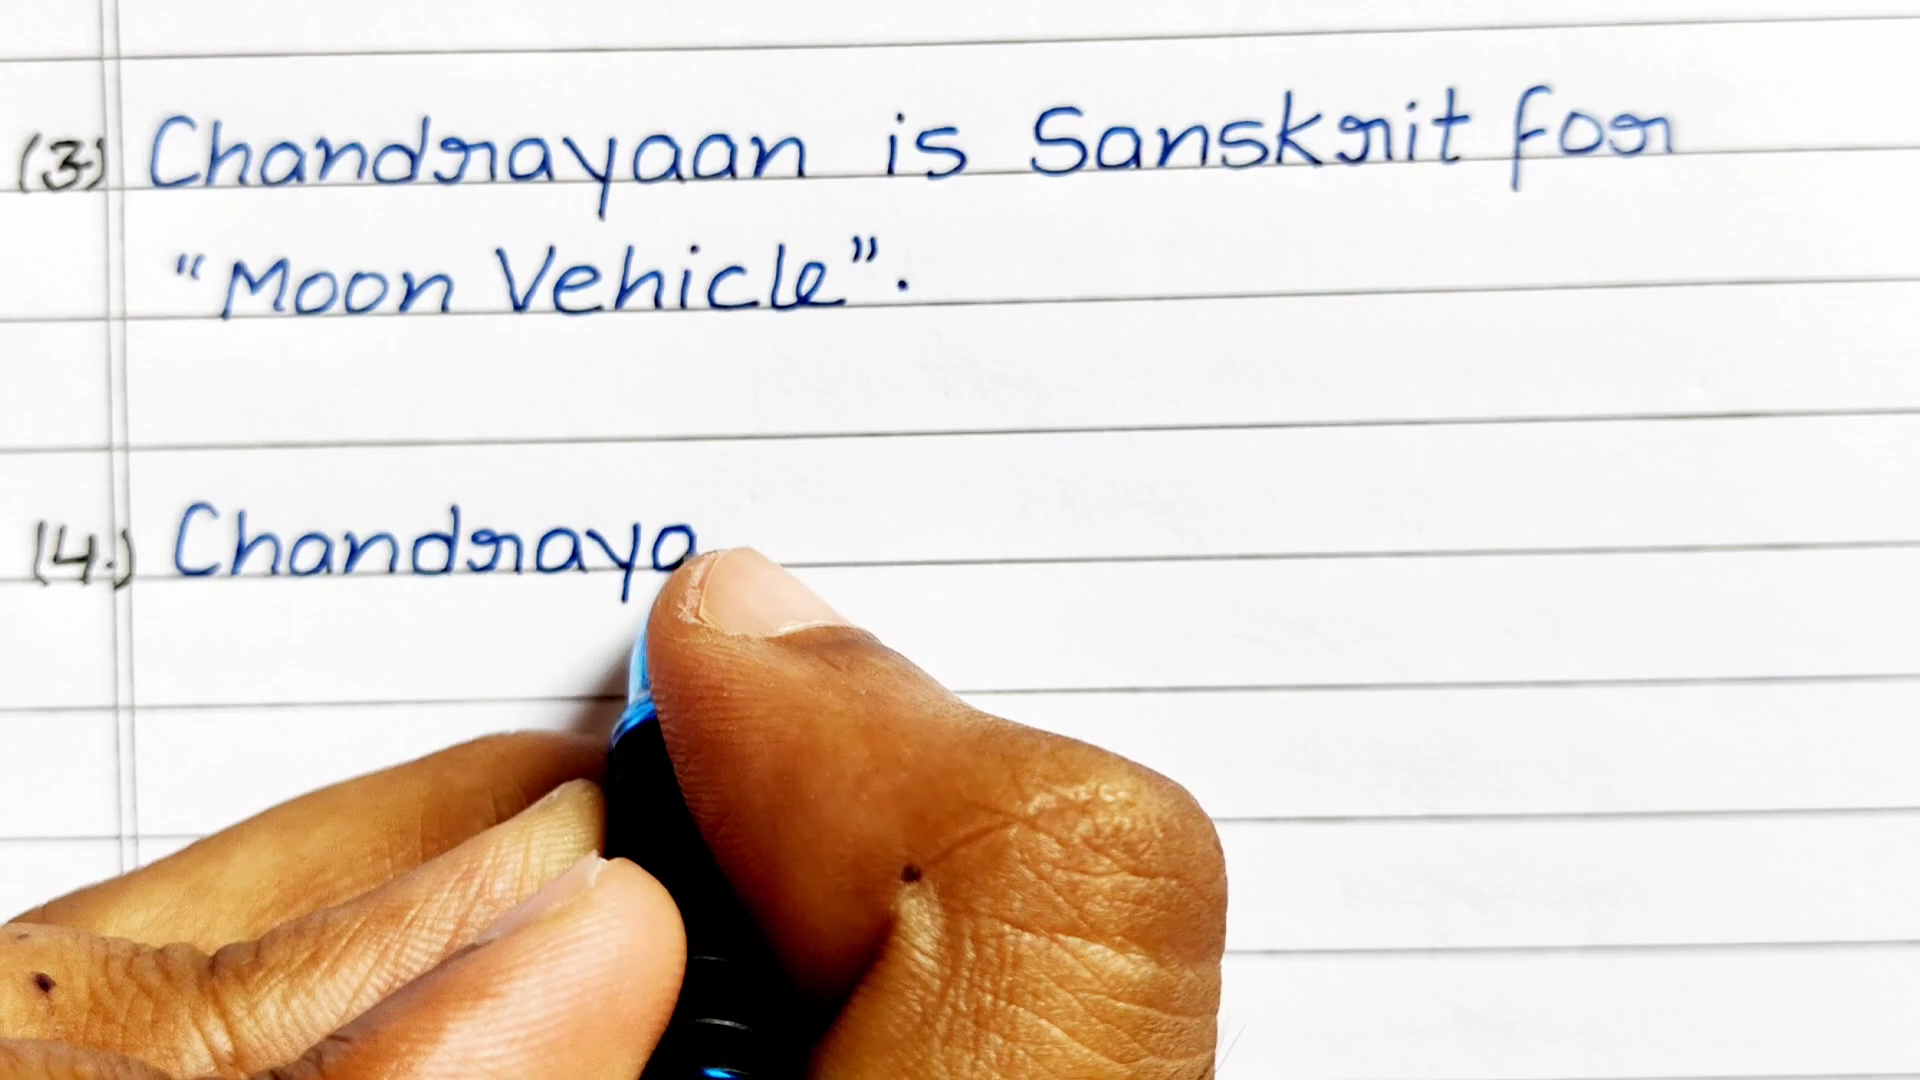 (3) Chandrayaan is Sanskrit for
"Moon Vehicle".
(4.) Chandraya